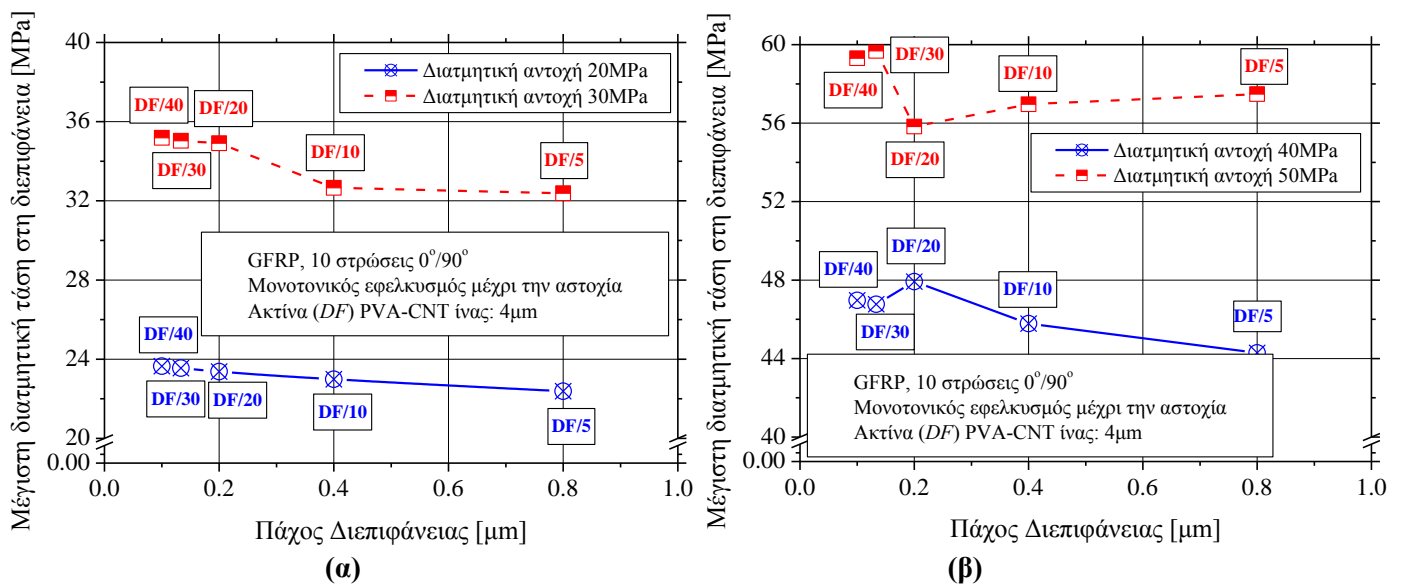 Μέγιστη διατμητική τάση στη διεπιφάνεια [MPa]
40
36
32
28
24
20
0.00
Διατμητική αντοχή 20MPa
Διατμητική αντοχή 30MPa
DF/40
DF/20
DF/30
DF/10
DF/5
GFRP, 10 στρώσεις 0°/90°
Μονοτονικός εφελκυσμός μέχρι την αστοχία
Ακτίνα (DF) PVA-CNT ίνας: 4μm
DF/40
DF/30
DF/20
DF/10
DF/5
0.0 0.2 0.4 0.6 0.8 1.0
Πάχος Διεπιφάνειας [μm]
(α)
Μέγιστη διατμητική τάση στη διεπιφάνεια [MPa]
60
56
52
48
44
40
0.00
DF/40
DF/30
DF/20
DF/10
DF/5
Διατμητική αντοχή 40MPa
Διατμητική αντοχή 50MPa
DF/40
DF/20
DF/30
DF/10
DF/5
GFRP, 10 στρώσεις 0°/90°
Μονοτονικός εφελκυσμός μέχρι την αστοχία
Ακτίνα (DF) PVA-CNT ίνας: 4μm
0.0 0.2 0.4 0.6 0.8 1.0
Πάχος Διεπιφάνειας [μm]
(β)